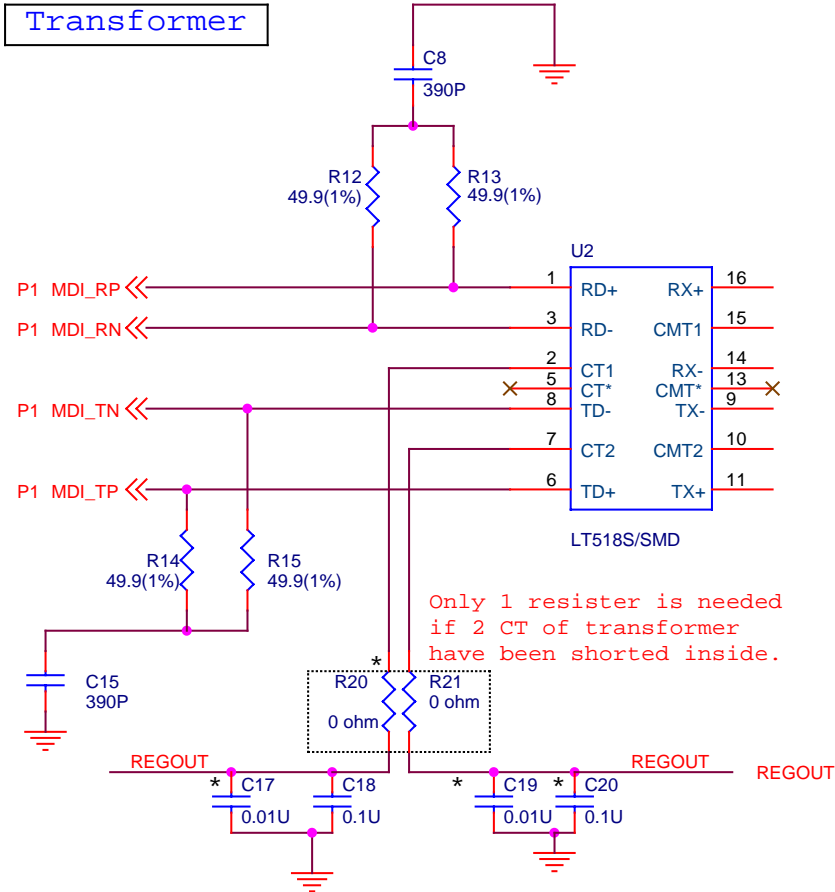 Transformer
C8
390P
R12
49.9(1%)
R13
49.9(1%)
U2
P1 MDI_RP
1
RD+
RX+
16
P1 MDI_RN
3
RD-
CMT1
15
2
CT1
RX-
14
5
CT*
CMT*
13
P1 MDI_TN
8
TD-
TX-
9
7
CT2
CMT2
10
P1 MDI_TP
6
TD+
TX+
11
LT518S/SMD
R14
49.9(1%)
R15
49.9(1%)
Only 1 resister is needed
if 2 CT of transformer
have been shorted inside.
C15
390P
*
R20
0 ohm
R21
0 ohm
REGOUT
REGOUT
REGOUT
*
C17
0.01U
C18
0.1U
*
C19
0.01U
*
C20
0.1U